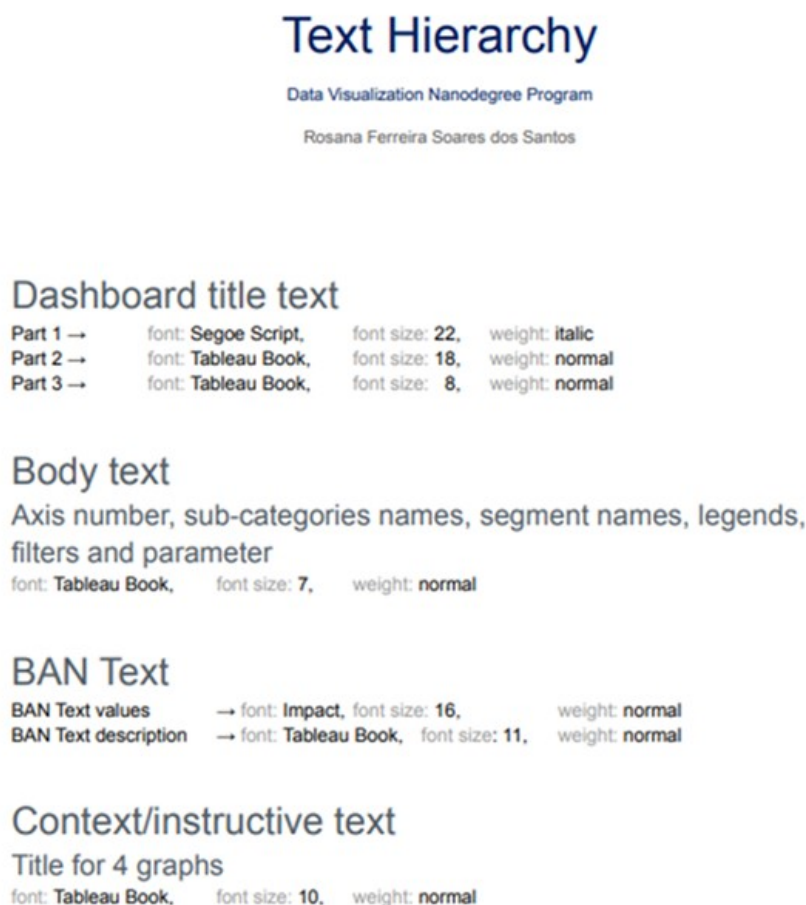 Text Hierarchy
Data Visualization Nanodegree Program
Rosana Ferreira Soares dos Santos
Dashboard title text
Part 1 → font: Segoe Script, font size: 22, weight: italic
Part 2 → font: Tableau Book, font size: 18, weight: normal
Part 3 → font: Tableau Book, font size: 8, weight: normal
Body text
Axis number, sub-categories names, segment names, legends,
filters and parameter
font: Tableau Book, font size: 7, weight: normal
BAN Text
BAN Text values → font: Impact, font size: 16, weight: normal
BAN Text description → font: Tableau Book, font size: 11, weight: normal
Context/instructive text
Title for 4 graphs
font: Tableau Book, font size: 10, weight: normal